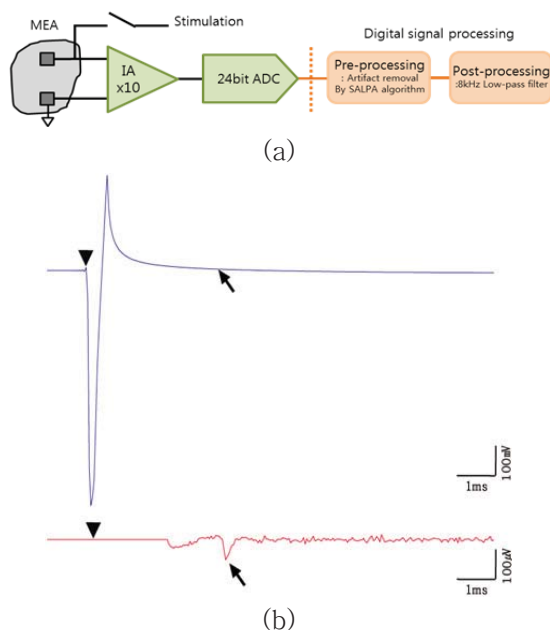 MEA
Stimulation
IA
x10
24bit ADC
Digital signal processing
Pre-processing
: Artifact removal
By SALPA algorithm
Post-processing
:8kHz Low-pass filter
(a)
100mV
1ms
100μV
1ms
(b)